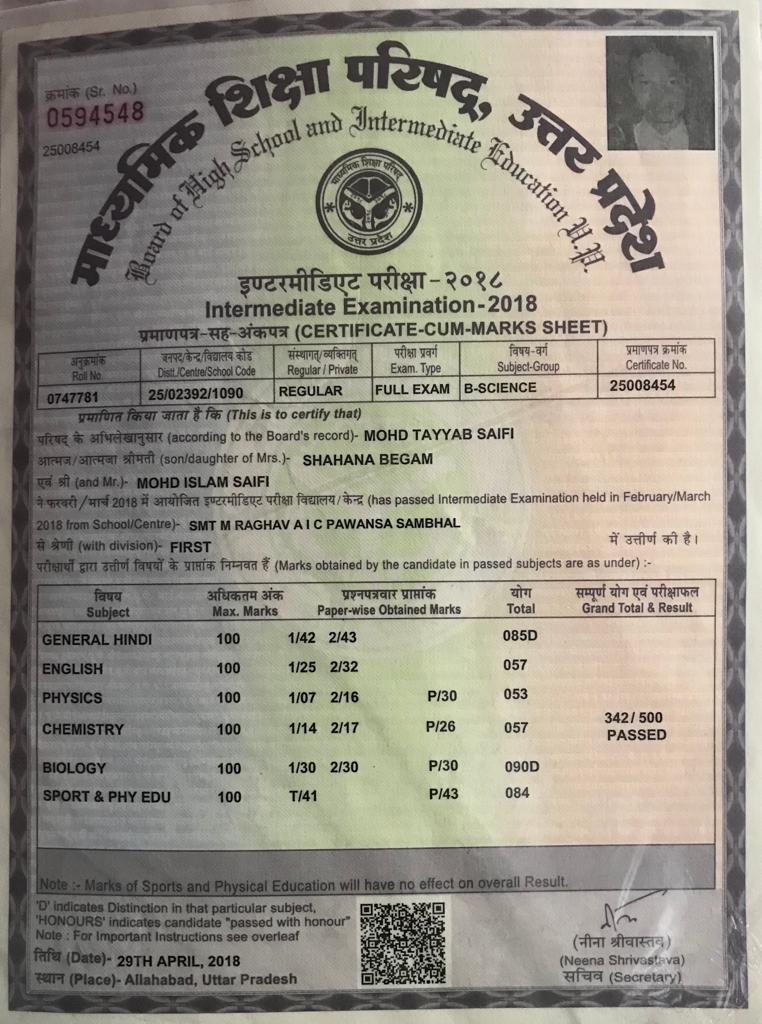 क्रमांक (Sr. No.)
0594548
25008454
माध्यमिक शिक्षा परिषद्, उत्तर प्रदेश
Board of High School and Intermediate Education U.P.
माध्यमिक शिक्षा परिषद
उत्तर प्रदेश
इण्टरमीडिएट परीक्षा-२०१८
Intermediate Examination-2018
प्रमाणपत्र-सह-अंकपत्र (CERTIFICATE-CUM-MARKS SHEET)
अनुक्रमांक जनपद/केन्द्र/विद्यालय कोड संस्थागत/व्यक्तिगत परीक्षा प्रवर्ग विषय-वर्ग प्रमाणपत्र क्रमांक
Roll No. Distt./Centre/School Code Regular / Private Exam. Type Subject-Group Certificate No.
0747781 25/02392/1090 REGULAR FULL EXAM B-SCIENCE 25008454
प्रमाणित किया जाता है कि (This is to certify that)
परिषद के अभिलेखानुसार (according to the Board's record)- MOHD TAYYAB SAIFI
आत्मज/आत्मजा श्रीमती (son/daughter of Mrs.)- SHAHANA BEGAM
एवं श्री (and Mr.)- MOHD ISLAM SAIFI
ने फरवरी/मार्च 2018 में आयोजित इण्टरमीडिएट परीक्षा विद्यालय/केन्द्र (has passed Intermediate Examination held in February/March
2018 from School/Centre)- SMT M RAGHAV A I C PAWANSA SAMBHAL
से श्रेणी (with division)- FIRST में उत्तीर्ण की है।
परीक्षार्थी द्वारा उत्तीर्ण विषयों के प्राप्तांक निम्नवत हैं (Marks obtained by the candidate in passed subjects are as under) :-
विषय अधिकतम अंक प्रश्नपत्रवार प्राप्तांक योग सम्पूर्ण योग एवं परीक्षाफल
Subject Max. Marks Paper-wise Obtained Marks Total Grand Total & Result
GENERAL HINDI 100 1/42 2/43 085D
ENGLISH 100 1/25 2/32 057
PHYSICS 100 1/07 2/16 P/30 053
CHEMISTRY 100 1/14 2/17 P/26 057 342/ 500
PASSED
BIOLOGY 100 1/30 2/30 P/30 090D
SPORT & PHY EDU 100 T/41 P/43 084
Note :- Marks of Sports and Physical Education will have no effect on overall Result.
'D' indicates Distinction in that particular subject,
'HONOURS' indicates candidate "passed with honour"
Note : For Important Instructions see overleaf
तिथि (Date)- 29TH APRIL, 2018
स्थान (Place)- Allahabad, Uttar Pradesh
(नीना श्रीवास्तव)
(Neena Shrivastava)
सचिव (Secretary)